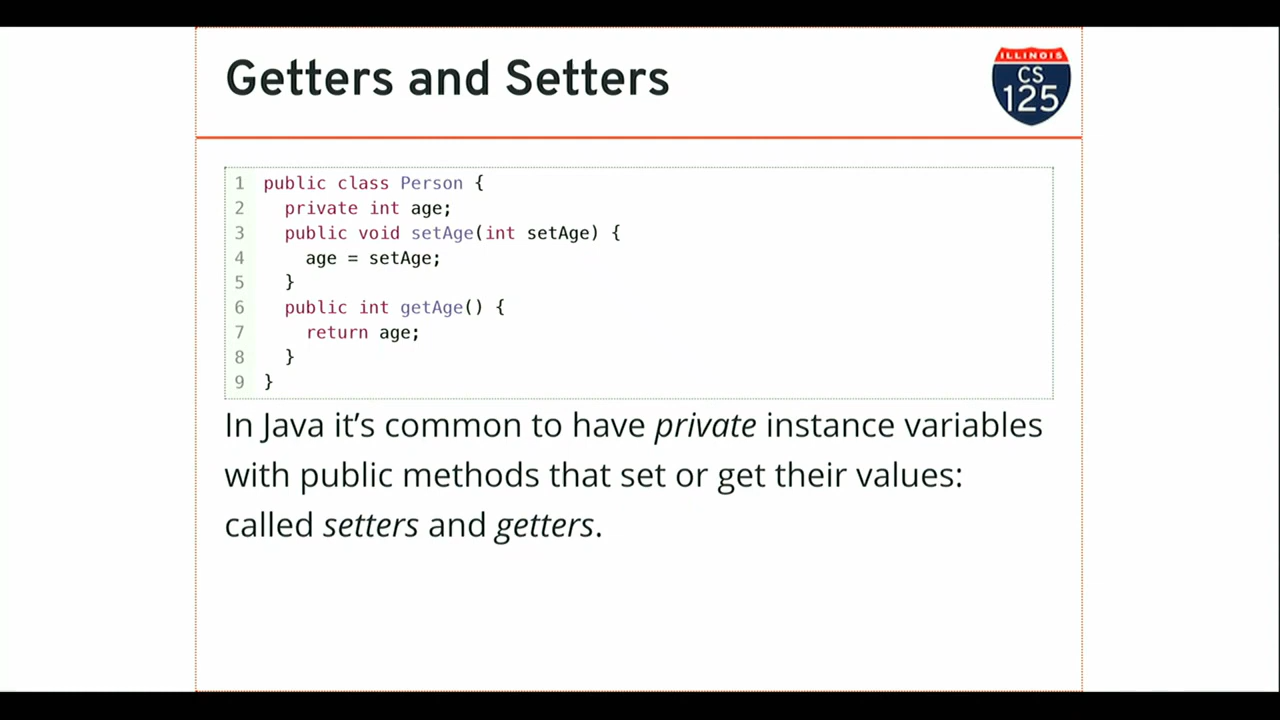 Getters and Setters
ILLINOIS
CS
125
1 public class Person {
2   private int age;
3   public void setAge(int setAge) {
4     age = setAge;
5   }
6   public int getAge() {
7     return age;
8   }
9 }
In Java it’s common to have private instance variables
with public methods that set or get their values:
called setters and getters.